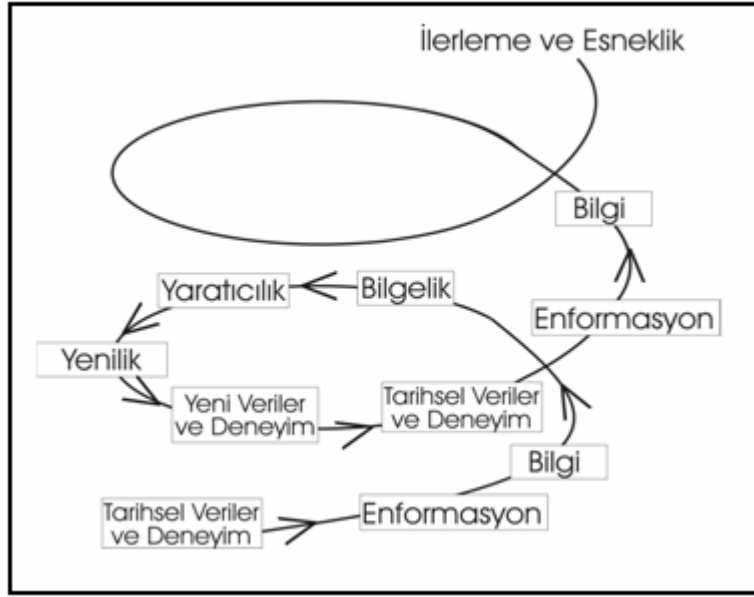 İlerleme ve Esneklik
Bilgi
Yaratıcılık
Bilgelik
Enformasyon
Yenilik
Yeni Veriler
ve Deneyim
Tarihsel Veriler
ve Deneyim
Bilgi
Tarihsel Veriler
ve Deneyim
Enformasyon